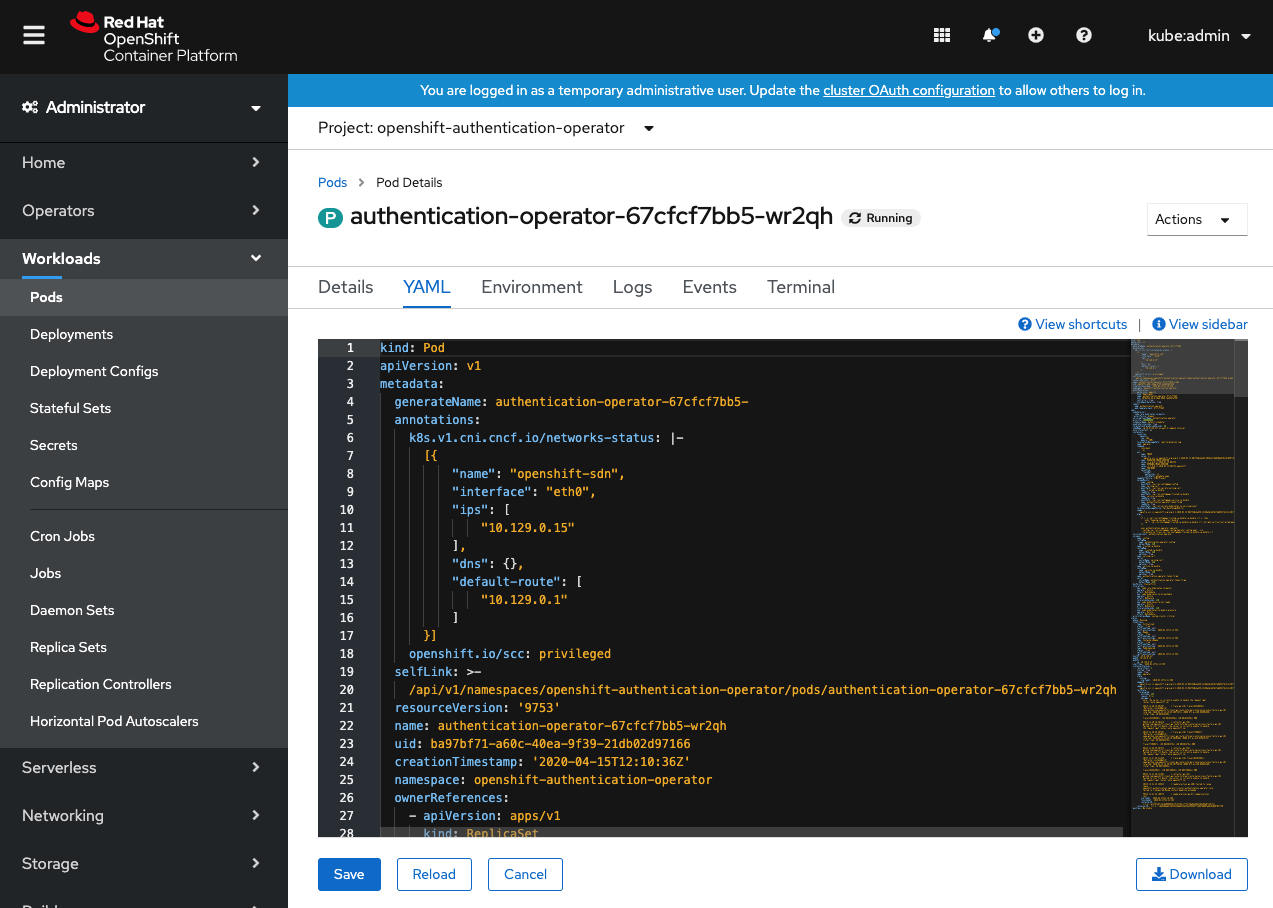 Red Hat
OpenShift
Container Platform
kube:admin
Administrator
You are logged in as a temporary administrative user. Update the cluster OAuth configuration to allow others to log in.
Project: openshift-authentication-operator
Home
Operators
Workloads
Pods
Deployments
Deployment Configs
Stateful Sets
Secrets
Config Maps
Cron Jobs
Jobs
Daemon Sets
Replica Sets
Replication Controllers
Horizontal Pod Autoscalers
Serverless
Networking
Storage
Pods > Pod Details
P authentication-operator-67cfcf7bb5-wr2qh Running
Actions
Details YAML Environment Logs Events Terminal
View shortcuts | View sidebar
1 kind: Pod
2 apiVersion: v1
3 metadata:
4 generateName: authentication-operator-67cfcf7bb5-
5 annotations:
6 k8s.v1.cni.cncf.io/networks-status: |-
7 [{
8 "name": "openshift-sdn",
9 "interface": "eth0",
10 "ips": [
11 "10.129.0.15"
12 ],
13 "dns": {},
14 "default-route": [
15 "10.129.0.1"
16 ]
17 }]
18 openshift.io/scc: privileged
19 selfLink: >-
20 /api/v1/namespaces/openshift-authentication-operator/pods/authentication-operator-67cfcf7bb5-wr2qh
21 resourceVersion: '9753'
22 name: authentication-operator-67cfcf7bb5-wr2qh
23 uid: ba97bf71-a60c-40ea-9f39-21db02d97166
24 creationTimestamp: '2020-04-15T12:10:36Z'
25 namespace: openshift-authentication-operator
26 ownerReferences:
27 - apiVersion: apps/v1
28 kind: ReplicaSet
Save Reload Cancel Download